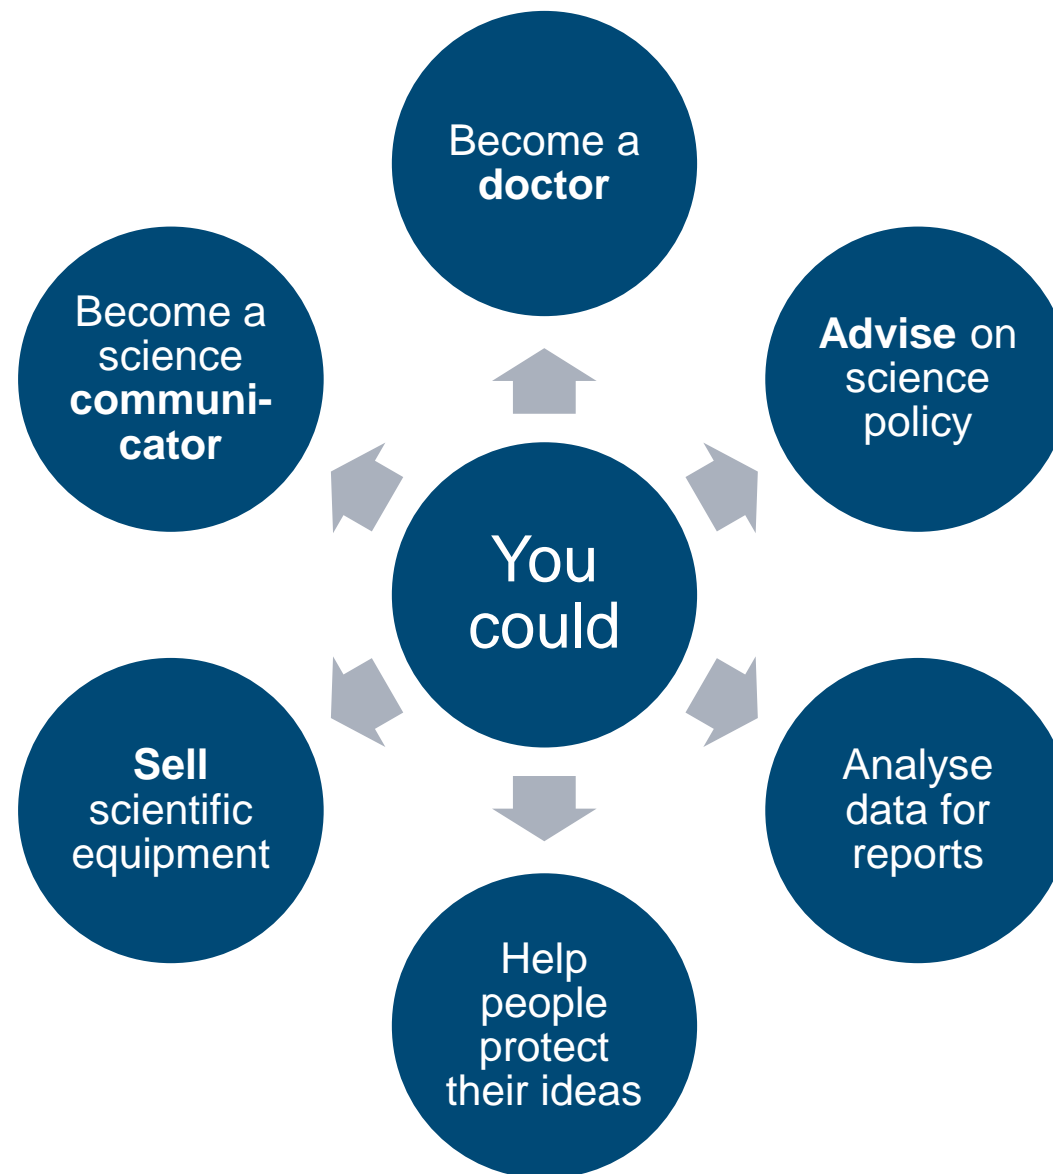 Become a
doctor
Advise on
science
policy
Analyse
data for
reports
Help
people
protect
their ideas
Sell
scientific
equipment
Become a
science
communi-
cator
You
could